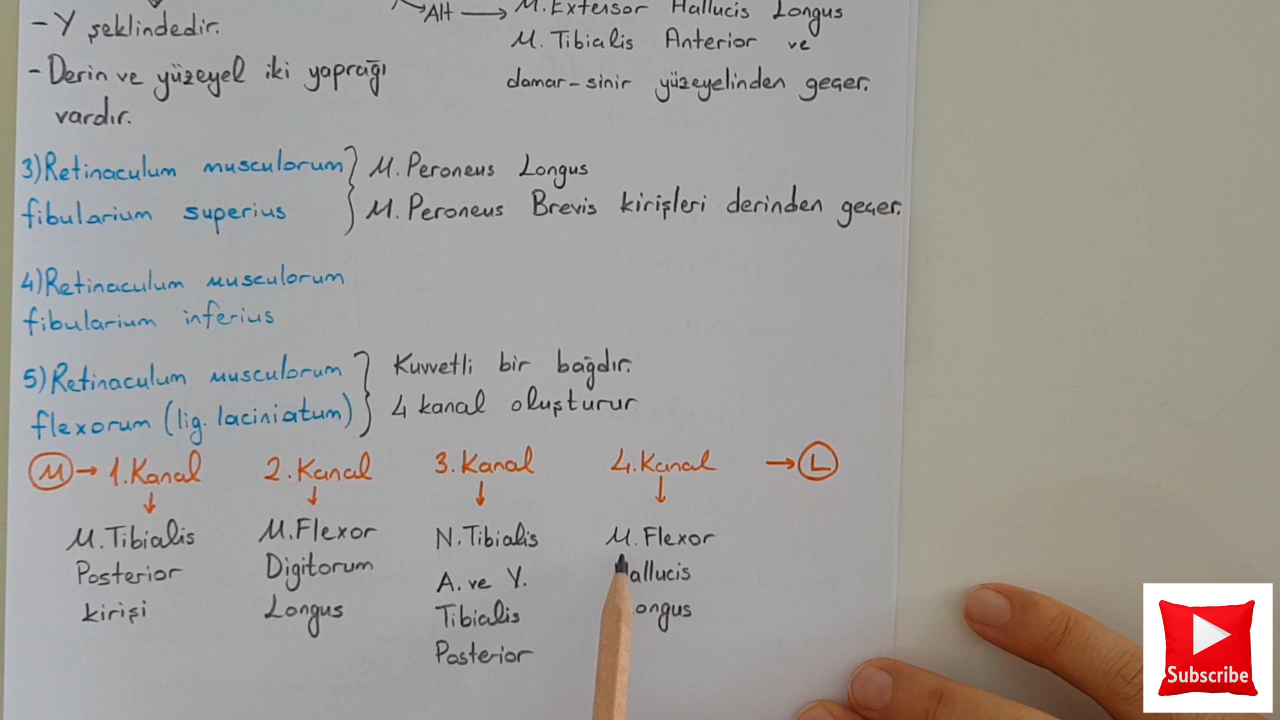 Alt → M. Extensor Hallucis Longus
- Y şeklindedir.
M. Tibialis Anterior ve
- Derin ve yüzeyel iki yaprağı
damar-sinir yüzeyelinden geçer.
vardır.
3) Retinaculum musculorum
fibularium superius
M. Peroneus Longus
M. Peroneus Brevis kirişleri derinden geçer.
4) Retinaculum musculorum
fibularium inferius
5) Retinaculum musculorum
flexorum (lig. laciniatum)
Kuvvetli bir bağdır.
4 kanal oluşturur.
M → 1. Kanal 2. Kanal 3. Kanal 4. Kanal → L
M. Tibialis
Posterior
kirişi
M. Flexor
Digitorum
Longus
N. Tibialis
A. ve V.
Tibialis
Posterior
M. Flexor
Hallucis
Longus
Subscribe